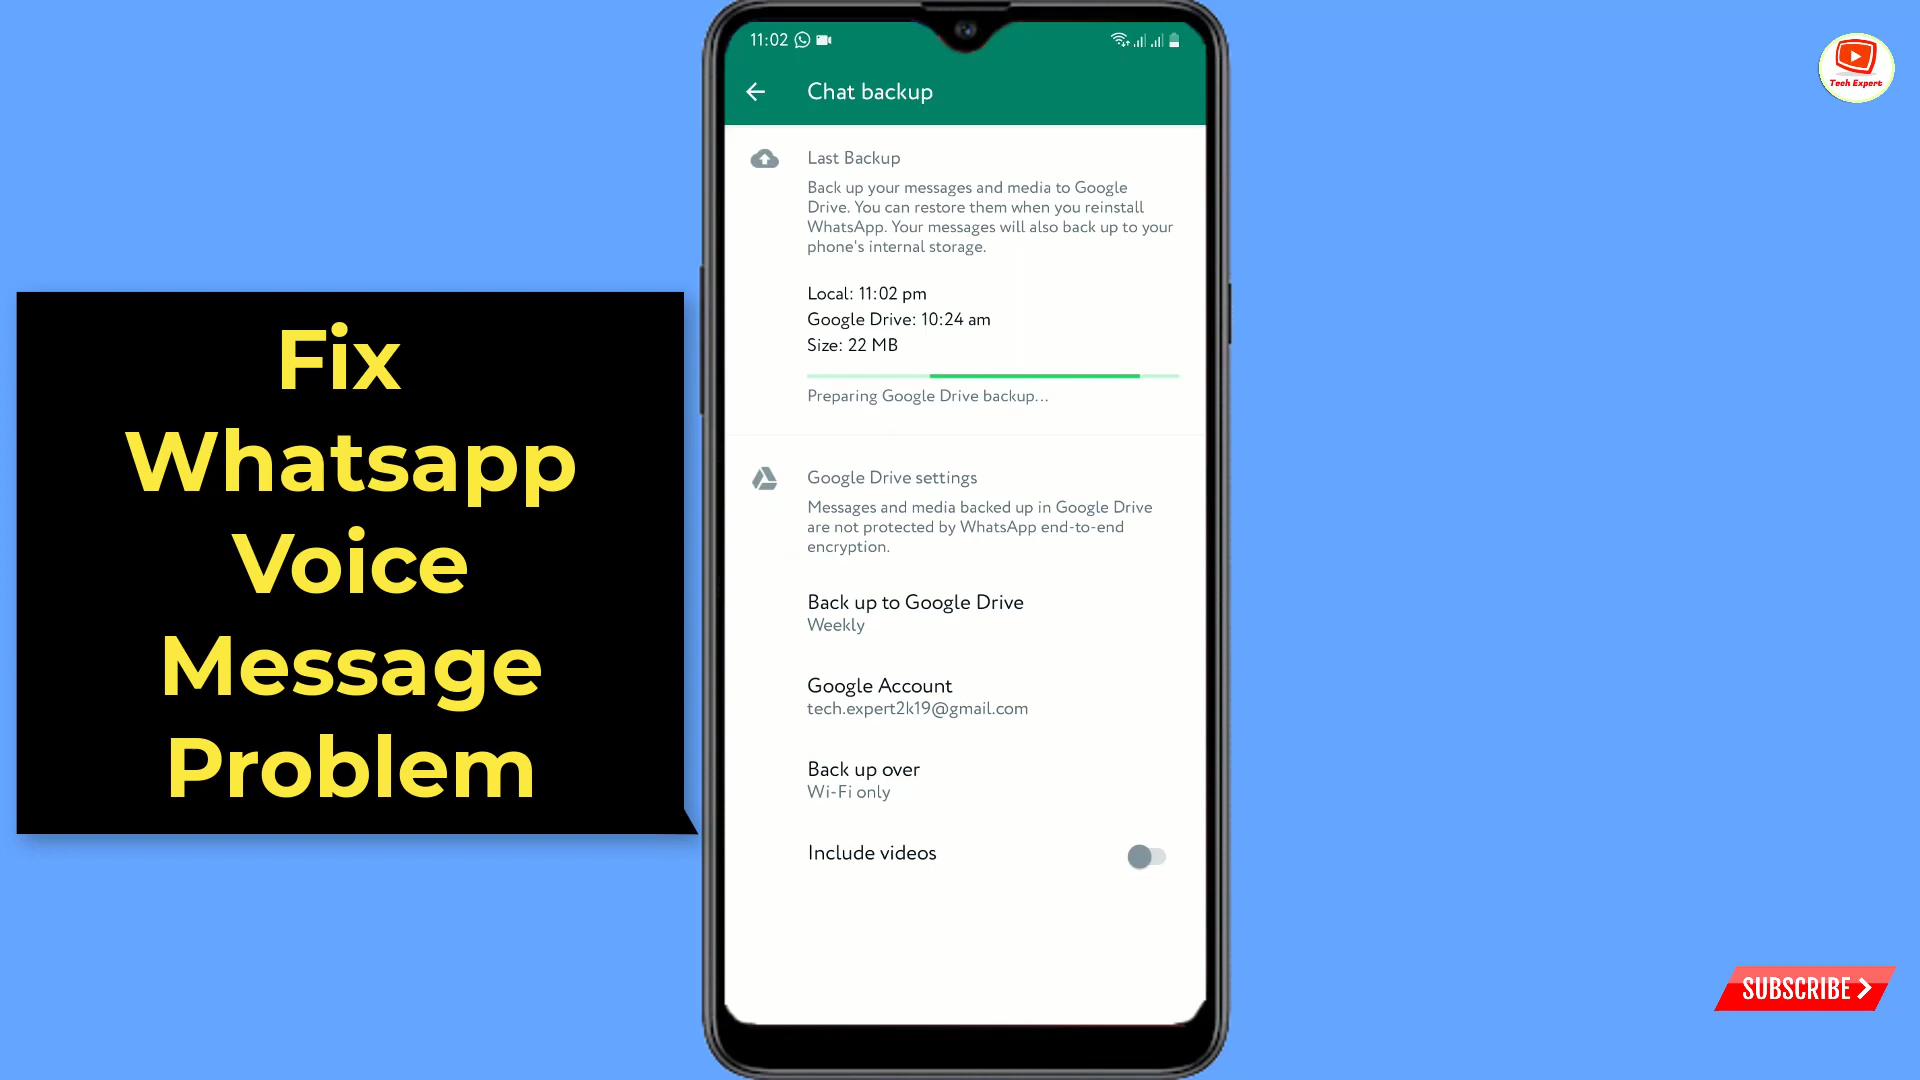 11:02
Chat backup
Last Backup
Back up your messages and media to Google
Drive. You can restore them when you reinstall
WhatsApp. Your messages will also back up to your
phone's internal storage.
Local: 11:02 pm
Google Drive: 10:24 am
Size: 22 MB
Preparing Google Drive backup...
Google Drive settings
Messages and media backed up in Google Drive
are not protected by WhatsApp end-to-end
encryption.
Back up to Google Drive
Weekly
Google Account
tech.expert2k19@gmail.com
Back up over
Wi-Fi only
Include videos
Fix
Whatsapp
Voice
Message
Problem
Tech Expert
SUBSCRIBE